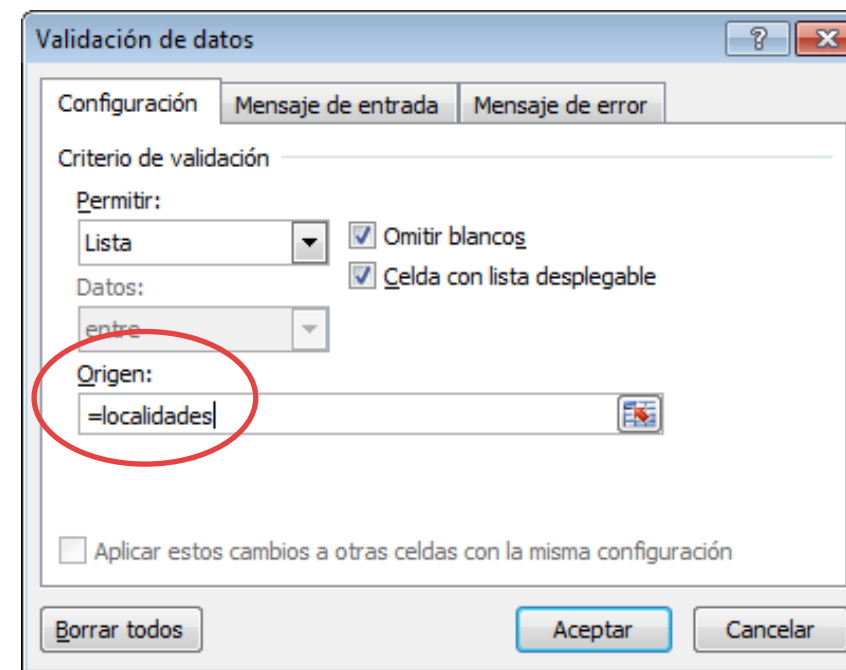 Validación de datos
?
Configuración Mensaje de entrada Mensaje de error
Criterio de validación
Permitir:
Lista
Omitir blancos
Celda con lista desplegable
Datos:
entre
Origen:
=localidades
Aplicar estos cambios a otras celdas con la misma configuración
Borrar todos Aceptar Cancelar